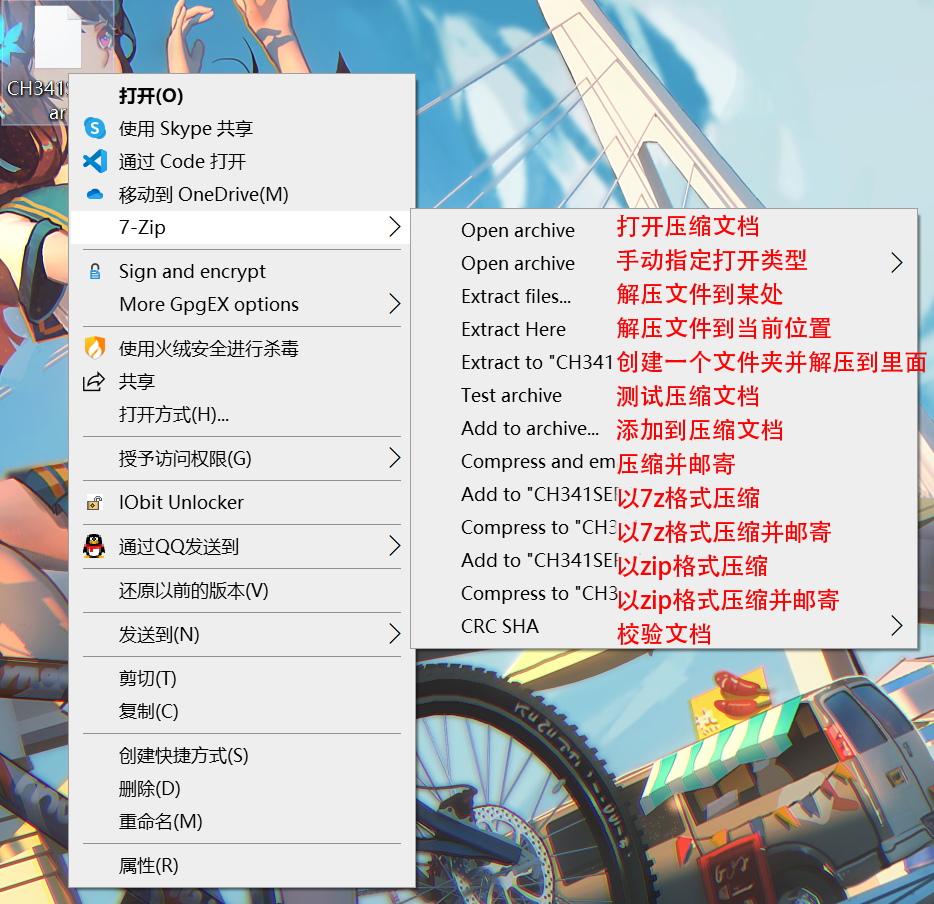 CH341S
ar
打开(O)
使用 Skype 共享
通过 Code 打开
移动到 OneDrive(M)
7-Zip
Sign and encrypt
More GpgEX options
使用火绒安全进行杀毒
共享
打开方式(H)...
授予访问权限(G)
IObit Unlocker
通过QQ发送到
还原以前的版本(V)
发送到(N)
剪切(T)
复制(C)
创建快捷方式(S)
删除(D)
重命名(M)
属性(R)
Open archive 打开压缩文档
Open archive 手动指定打开类型
Extract files... 解压文件到某处
Extract Here 解压文件到当前位置
Extract to "CH341 创建一个文件夹并解压到里面
Test archive 测试压缩文档
Add to archive... 添加到压缩文档
Compress and em 压缩并邮寄
Add to "CH341SE 以7z格式压缩
Compress to "CH3 以7z格式压缩并邮寄
Add to "CH341SE 以zip格式压缩
Compress to "CH3 以zip格式压缩并邮寄
CRC SHA 校验文档